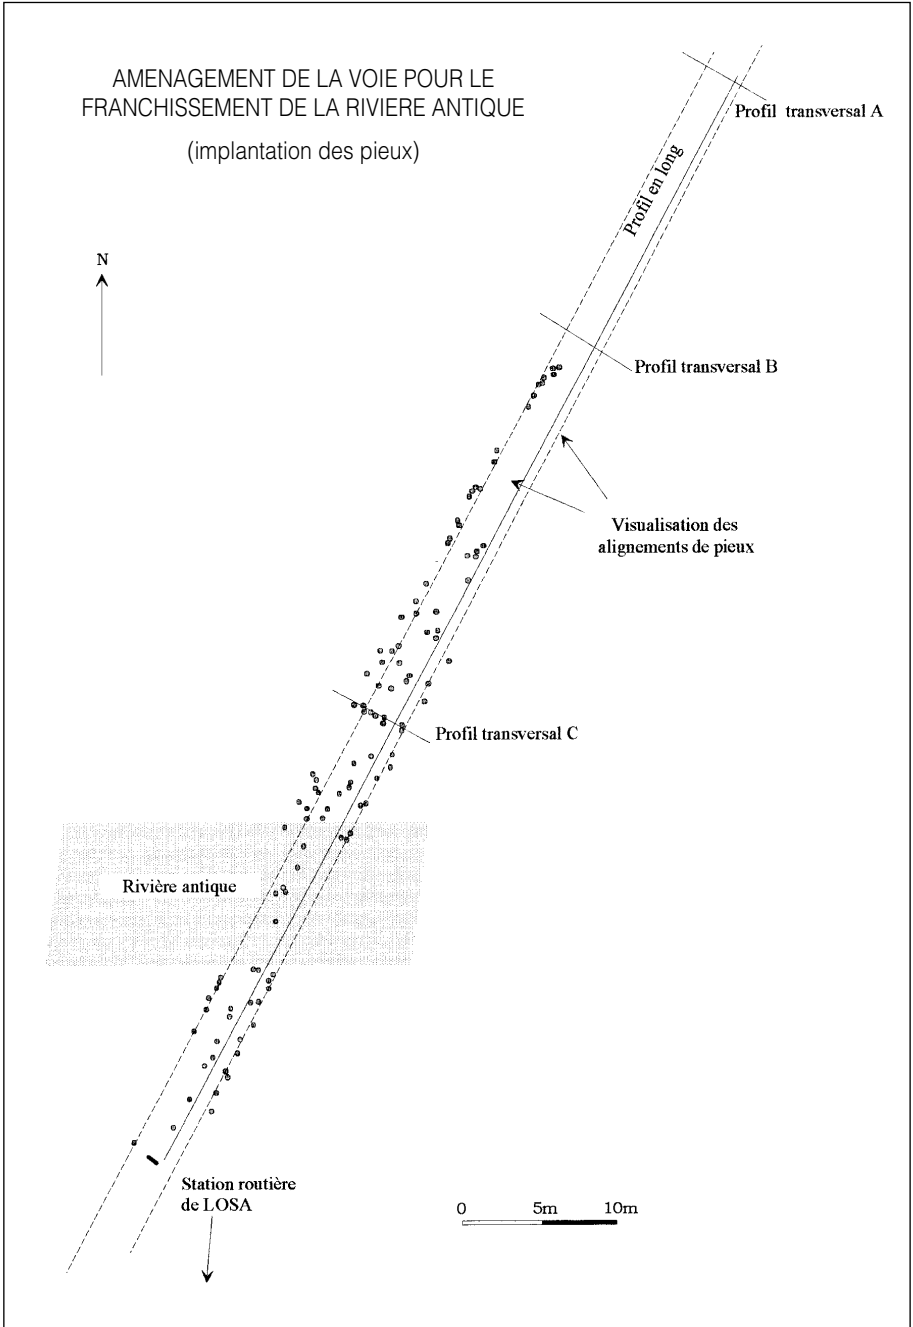 AMENAGEMENT DE LA VOIE POUR LE
FRANCHISSEMENT DE LA RIVIERE ANTIQUE
(implantation des pieux)
Profil transversal A
Profil en long
N
Profil transversal B
Visualisation des
alignements de pieux
Profil transversal C
Rivière antique
Station routière
de LOSA
0 5m 10m